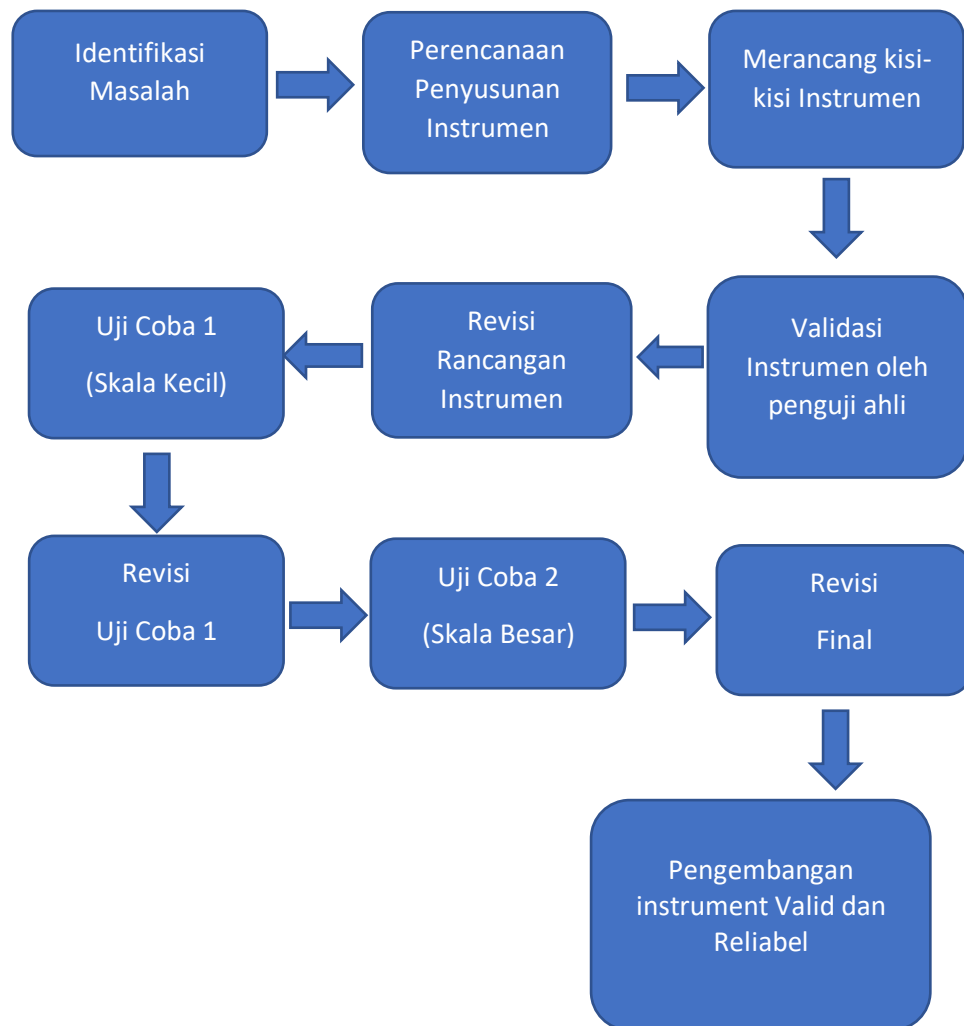 Identifikasi
Masalah
Perencanaan
Penyusunan
Instrumen
Merancang kisi-
kisi Instrumen
Validasi
Instrumen oleh
penguji ahli
Revisi
Rancangan
Instrumen
Uji Coba 1
(Skala Kecil)
Revisi
Uji Coba 1
Uji Coba 2
(Skala Besar)
Revisi
Final
Pengembangan
instrument Valid dan
Reliabel